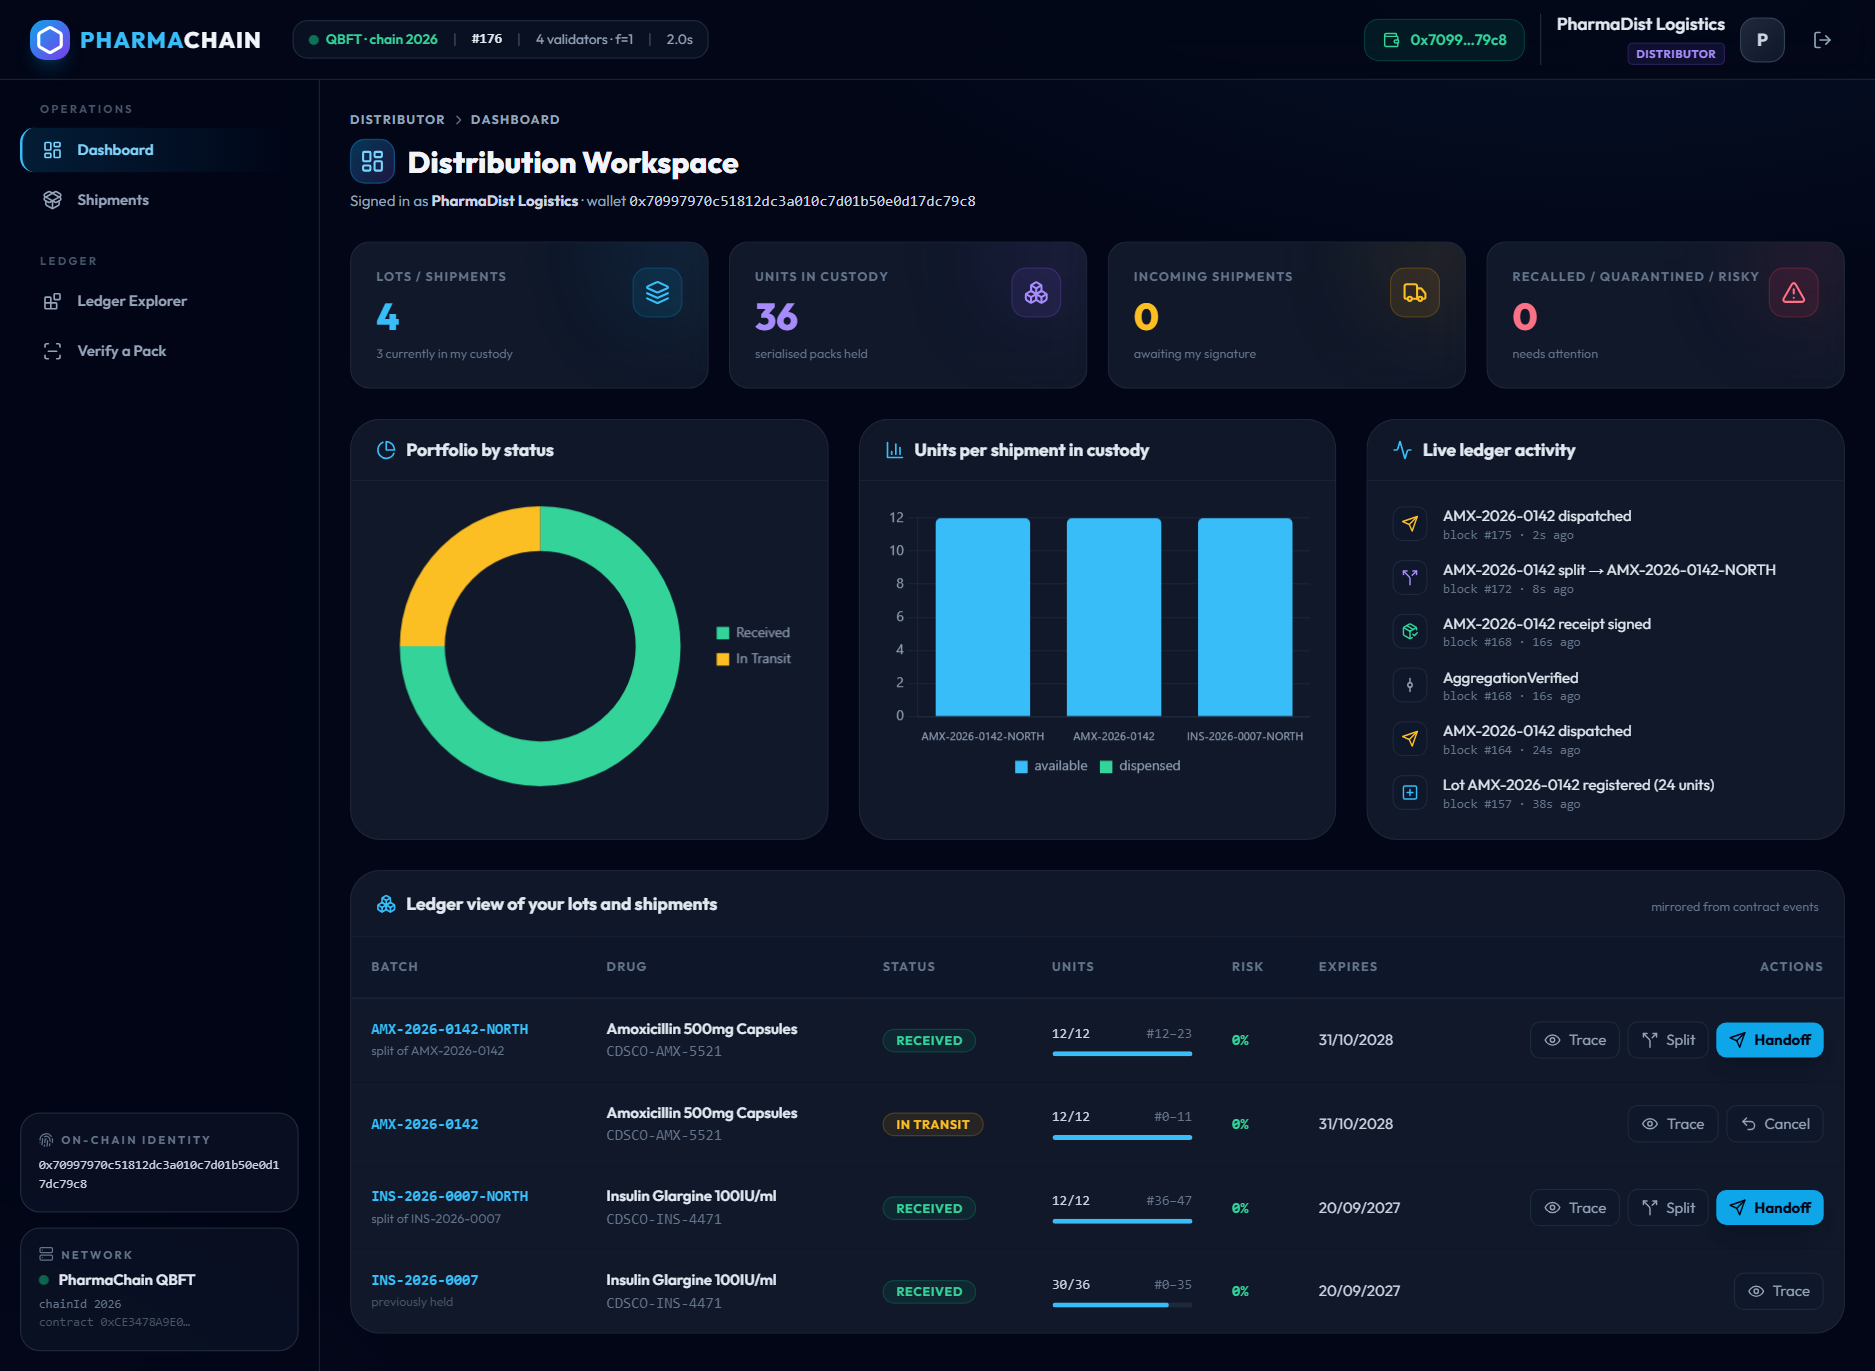 PHARMACHAIN
QBFT · chain 2026 | #176 | 4 validators · f=1 | 2.0s
0x7099...79c8
PharmaDist Logistics
DISTRIBUTOR
P
OPERATIONS
Dashboard
Shipments
LEDGER
Ledger Explorer
Verify a Pack
ON-CHAIN IDENTITY
0x70997970c51812dc3a010c7d01b50e0d1
7dc79c8
NETWORK
PharmaChain QBFT
chainId 2026
contract 0xCE3478A9E0…
DISTRIBUTOR > DASHBOARD
Distribution Workspace
Signed in as PharmaDist Logistics · wallet 0x70997970c51812dc3a010c7d01b50e0d17dc79c8
LOTS / SHIPMENTS
4
3 currently in my custody
UNITS IN CUSTODY
36
serialised packs held
INCOMING SHIPMENTS
0
awaiting my signature
RECALLED / QUARANTINED / RISKY
0
needs attention
Portfolio by status
Received
In Transit
Units per shipment in custody
12
10
8
6
4
2
0
AMX-2026-0142-NORTH AMX-2026-0142 INS-2026-0007-NORTH
available dispensed
Live ledger activity
AMX-2026-0142 dispatched
block #175 · 2s ago
AMX-2026-0142 split → AMX-2026-0142-NORTH
block #172 · 8s ago
AMX-2026-0142 receipt signed
block #168 · 16s ago
AggregationVerified
block #168 · 16s ago
AMX-2026-0142 dispatched
block #164 · 24s ago
Lot AMX-2026-0142 registered (24 units)
block #157 · 38s ago
Ledger view of your lots and shipments
mirrored from contract events
BATCH DRUG STATUS UNITS RISK EXPIRES ACTIONS
AMX-2026-0142-NORTH Amoxicillin 500mg Capsules RECEIVED 12/12 #12–23 0% 31/10/2028 Trace Split Handoff
split of AMX-2026-0142 CDSCO-AMX-5521
AMX-2026-0142 Amoxicillin 500mg Capsules IN TRANSIT 12/12 #0–11 0% 31/10/2028 Trace Cancel
CDSCO-AMX-5521
INS-2026-0007-NORTH Insulin Glargine 100IU/ml RECEIVED 12/12 #36–47 0% 20/09/2027 Trace Split Handoff
split of INS-2026-0007 CDSCO-INS-4471
INS-2026-0007 Insulin Glargine 100IU/ml RECEIVED 30/36 #0–35 0% 20/09/2027 Trace
previously held CDSCO-INS-4471